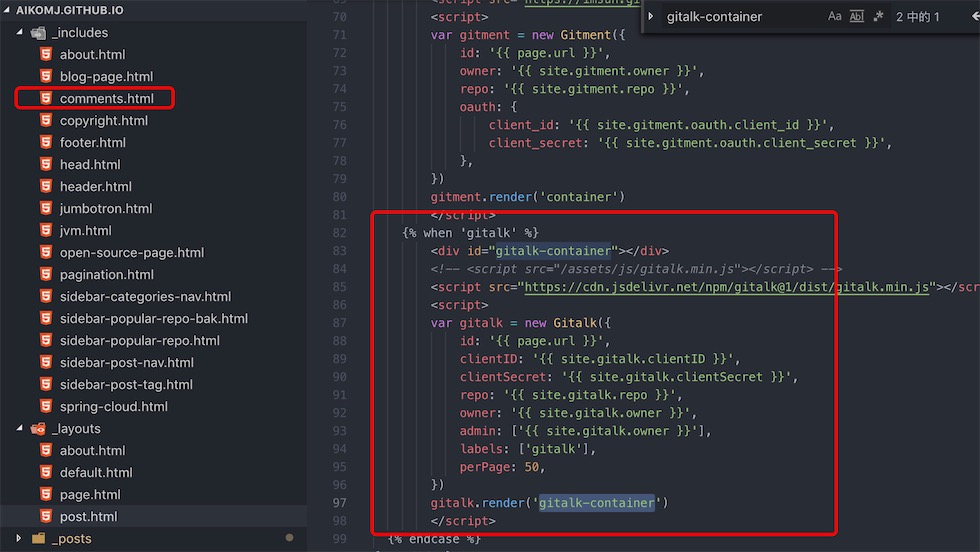 AIKOMJ.GITHUB.IO
_includes
about.html
blog-page.html
comments.html
copyright.html
footer.html
head.html
header.html
jumbotron.html
jvm.html
open-source-page.html
pagination.html
sidebar-categories-nav.html
sidebar-popular-repo-bak.html
sidebar-popular-repo.html
sidebar-post-nav.html
sidebar-post-tag.html
spring-cloud.html
_layouts
about.html
default.html
page.html
post.html
_posts
gitalk-container Aa Abl .* 2 中的 1
70 <script>
71 var gitment = new Gitment({
72 id: '{{ page.url }}',
73 owner: '{{ site.gitment.owner }}',
74 repo: '{{ site.gitment.repo }}',
75 oauth: {
76 client_id: '{{ site.gitment.oauth.client_id }}',
77 client_secret: '{{ site.gitment.oauth.client_secret }}',
78 },
79 })
80 gitment.render('container')
81 </script>
82 {% when 'gitalk' %}
83 <div id="gitalk-container"></div>
84 <!-- <script src="/assets/js/gitalk.min.js"></script> -->
85 <script src="https://cdn.jsdelivr.net/npm/gitalk@1/dist/gitalk.min.js"></scr
86 <script>
87 var gitalk = new Gitalk({
88 id: '{{ page.url }}',
89 clientID: '{{ site.gitalk.clientID }}',
90 clientSecret: '{{ site.gitalk.clientSecret }}',
91 repo: '{{ site.gitalk.repo }}',
92 owner: '{{ site.gitalk.owner }}',
93 admin: ['{{ site.gitalk.owner }}'],
94 labels: ['gitalk'],
95 perPage: 50,
96 })
97 gitalk.render('gitalk-container')
98 </script>
99 {% endcase %}